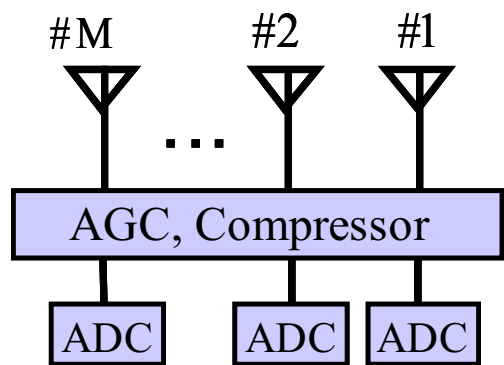 #M ... #2 #1
AGC, Compressor
ADC ADC ADC